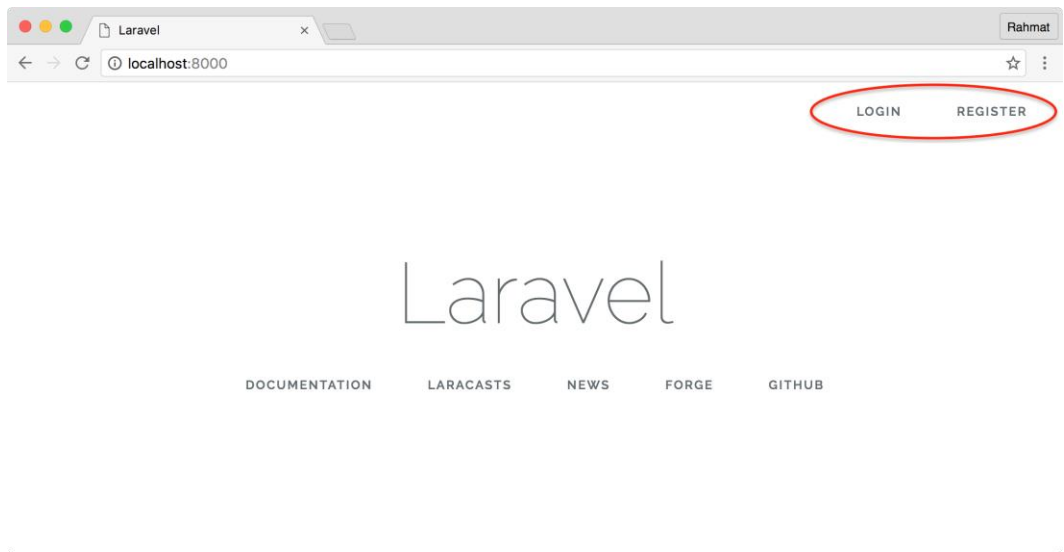 Laravel
Rahmat
localhost:8000
LOGIN REGISTER
Laravel
DOCUMENTATION LARACASTS NEWS FORGE GITHUB